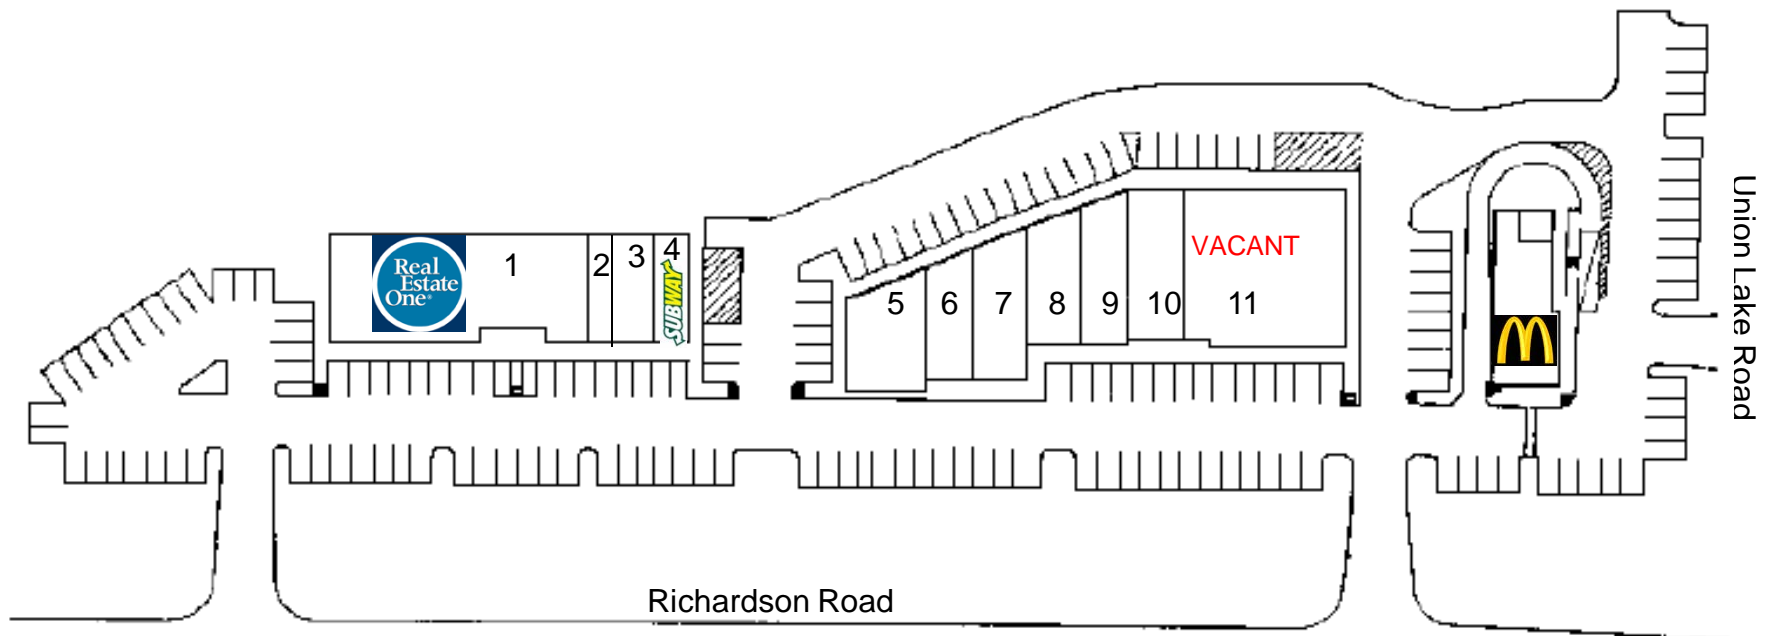 Real
Estate
One®
1
2
3
4
SUBWAY
5
6
7
8
9
10
11
VACANT
Union Lake Road
Richardson Road